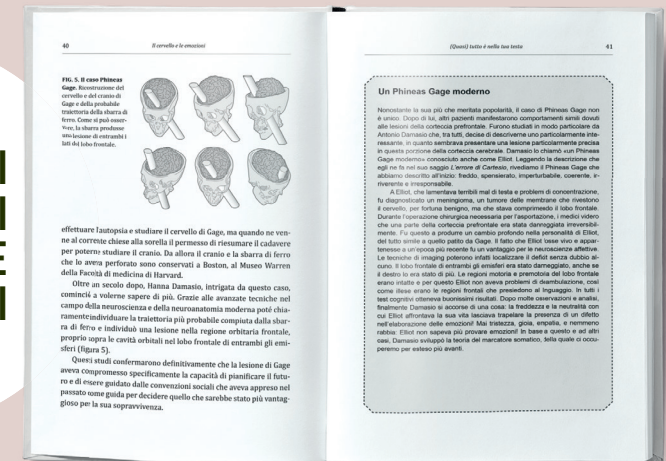 40
Il cervello e le emozioni
FIG. 5. Il caso Phineas
Gage. Ricostruzione del
cervello e del cranio di
Gage e della probabile
traiettoria della sbarra di
ferro. Come si può osser-
vare, la sbarra produsse
una lesione di entrambi i
lati del lobo frontale.
effettuare l'autopsia e studiare il cervello di Gage, ma quando ne ven-
ne al corrente chiese alla sorella il permesso di riesumare il cadavere
per poterne studiare il cranio. Da allora il cranio e la sbarra di ferro
che lo aveva perforato sono conservati a Boston, al Museo Warren
della Facoltà di medicina di Harvard.
Oltre un secolo dopo, Hanna Damasio, intrigata da questo caso,
cominciò a volerne sapere di più. Grazie alle avanzate tecniche nel
campo della neuroscienza e della neuroanatomia moderna poté chia-
ramente individuare la traiettoria più probabile compiuta dalla sbar-
ra di ferro e individuò una lesione nella regione orbitaria frontale,
proprio sopra le cavità orbitali nel lobo frontale di entrambi gli emi-
sferi (figura 5).
Questi studi confermarono definitivamente che la lesione di Gage
aveva compromesso specificamente la capacità di pianificare il futu-
ro e di essere guidato dalle convenzioni sociali che aveva appreso nel
passato come guida per decidere quello che sarebbe stato più vantag-
gioso per la sua sopravvivenza.
(Quasi) tutto è nella tua testa
41
Un Phineas Gage moderno
Nonostante la sua più che meritata popolarità, il caso di Phineas Gage non
è unico. Dopo di lui, altri pazienti manifestarono comportamenti simili dovuti
alle lesioni della corteccia prefrontale. Furono studiati in modo particolare da
Antonio Damasio che, tra tutti, decise di descriverne uno particolarmente inte-
ressante, in quanto sembrava presentare una lesione particolarmente precisa
in questa porzione della corteccia cerebrale. Damasio lo chiamò «un Phineas
Gage moderno» conosciuto anche come Elliot. Leggendo la descrizione che
egli ne fa nel suo saggio L'errore di Cartesio, rivediamo il Phineas Gage che
abbiamo descritto all'inizio: freddo, spensierato, imperturbabile, coerente, ir-
riverente e irresponsabile.
A Elliot, che lamentava terribili mal di testa e problemi di concentrazione,
fu diagnosticato un meningioma, un tumore delle membrane che rivestono
il cervello, per fortuna benigno, ma che stava comprimendo il lobo frontale.
Durante l'operazione chirurgica necessaria per l'asportazione, i medici videro
che una parte della corteccia prefrontale era stata danneggiata irreversibil-
mente. Fu questo a produrre un cambio profondo nella personalità di Elliot,
del tutto simile a quello patito da Gage. Il fatto che Elliot fosse vivo e appar-
tenesse a un'epoca più recente fu un vantaggio per le neuroscienze affettive.
Le tecniche di imaging poterono infatti localizzare il deficit senza dubbio al-
cuno. Il lobo frontale di entrambi gli emisferi era stato danneggiato, anche se
il destro lo era stato di più. Le regioni motoria e premotoria del lobo frontale
erano intatte e per questo Elliot non aveva problemi di deambulazione, così
come illese erano le regioni frontali che presiedono al linguaggio. In tutti i
test cognitivi otteneva buonissimi risultati. Dopo molte osservazioni e analisi,
finalmente Damasio si accorse di una cosa: la freddezza e la neutralità con
cui Elliot affrontava la sua vita lasciava trapelare la presenza di un difetto
nell'elaborazione delle emozioni! Mai tristezza, gioia, empatia, e nemmeno
rabbia: Elliot non sapeva più provare emozioni! In base a questo e ad altri
casi, Damasio sviluppò la teoria del marcatore somatico, della quale ci occu-
peremo per esteso più avanti.